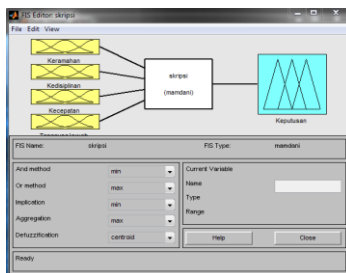 FIS Editor: skripsi
File Edit View
Keramahan
Kedisiplinan
Kecepatan
skripsi
(mamdani)
Keputusan
FIS Name: skripsi
FIS Type: mamdani
And method min
Or method max
Implication min
Aggregation max
Defuzzification centroid
Current Variable
Name
Type
Range
Help Close
Ready